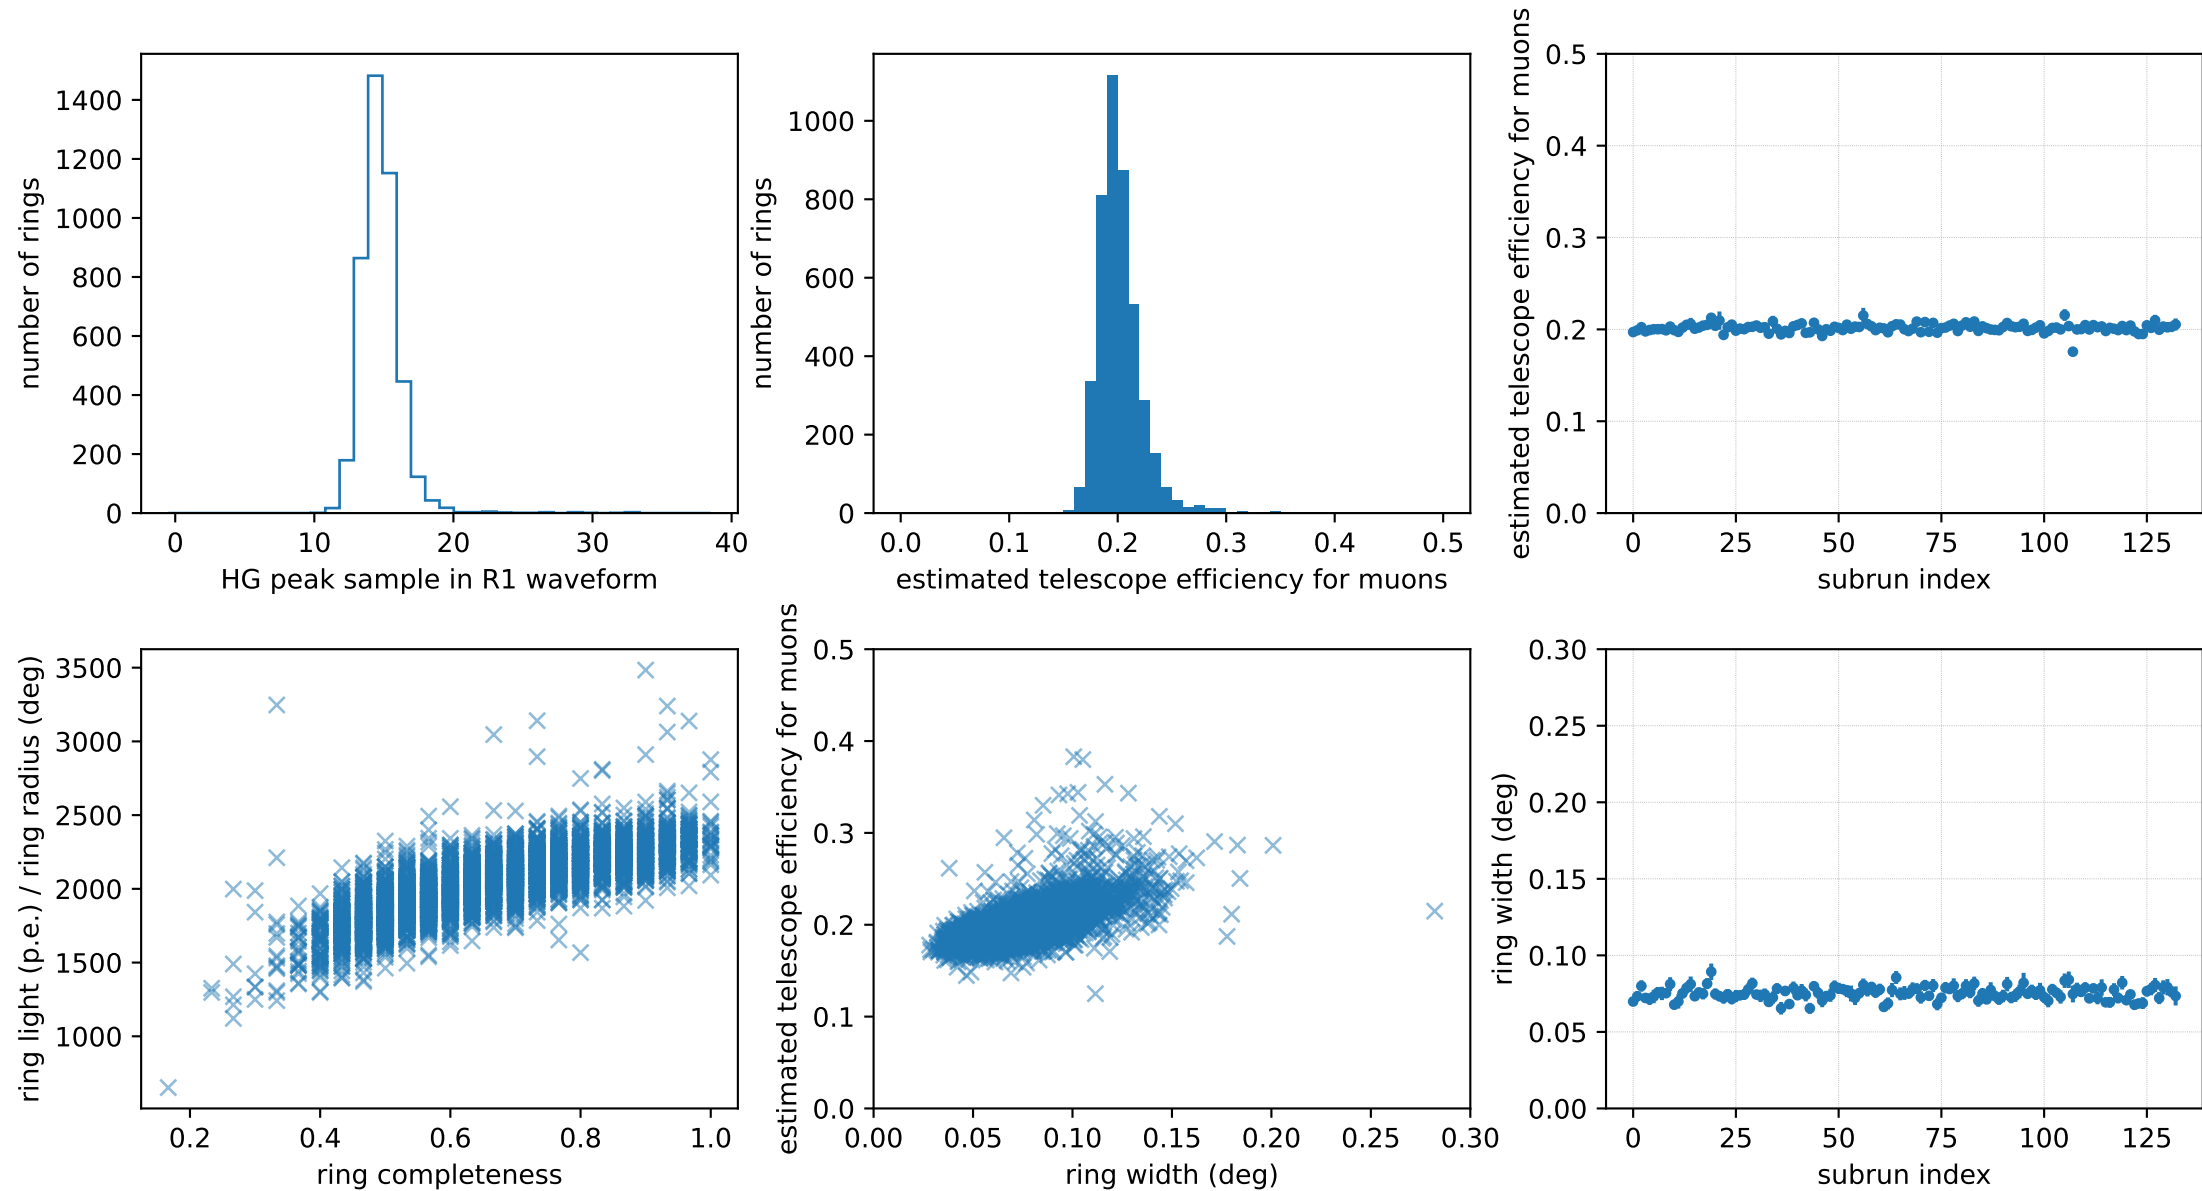 number of rings
1400
1200
1000
800
600
400
200
0
0 10 20 30 40
HG peak sample in R1 waveform
number of rings
1000
800
600
400
200
0
0.0 0.1 0.2 0.3 0.4 0.5
estimated telescope efficiency for muons
estimated telescope efficiency for muons
0.5
0.4
0.3
0.2
0.1
0.0
0 25 50 75 100 125
subrun index
ring light (p.e.) / ring radius (deg)
3500
3000
2500
2000
1500
1000
0.2 0.4 0.6 0.8 1.0
ring completeness
estimated telescope efficiency for muons
0.5
0.4
0.3
0.2
0.1
0.0
0.00 0.05 0.10 0.15 0.20 0.25 0.30
ring width (deg)
ring width (deg)
0.30
0.25
0.20
0.15
0.10
0.05
0.00
0 25 50 75 100 125
subrun index